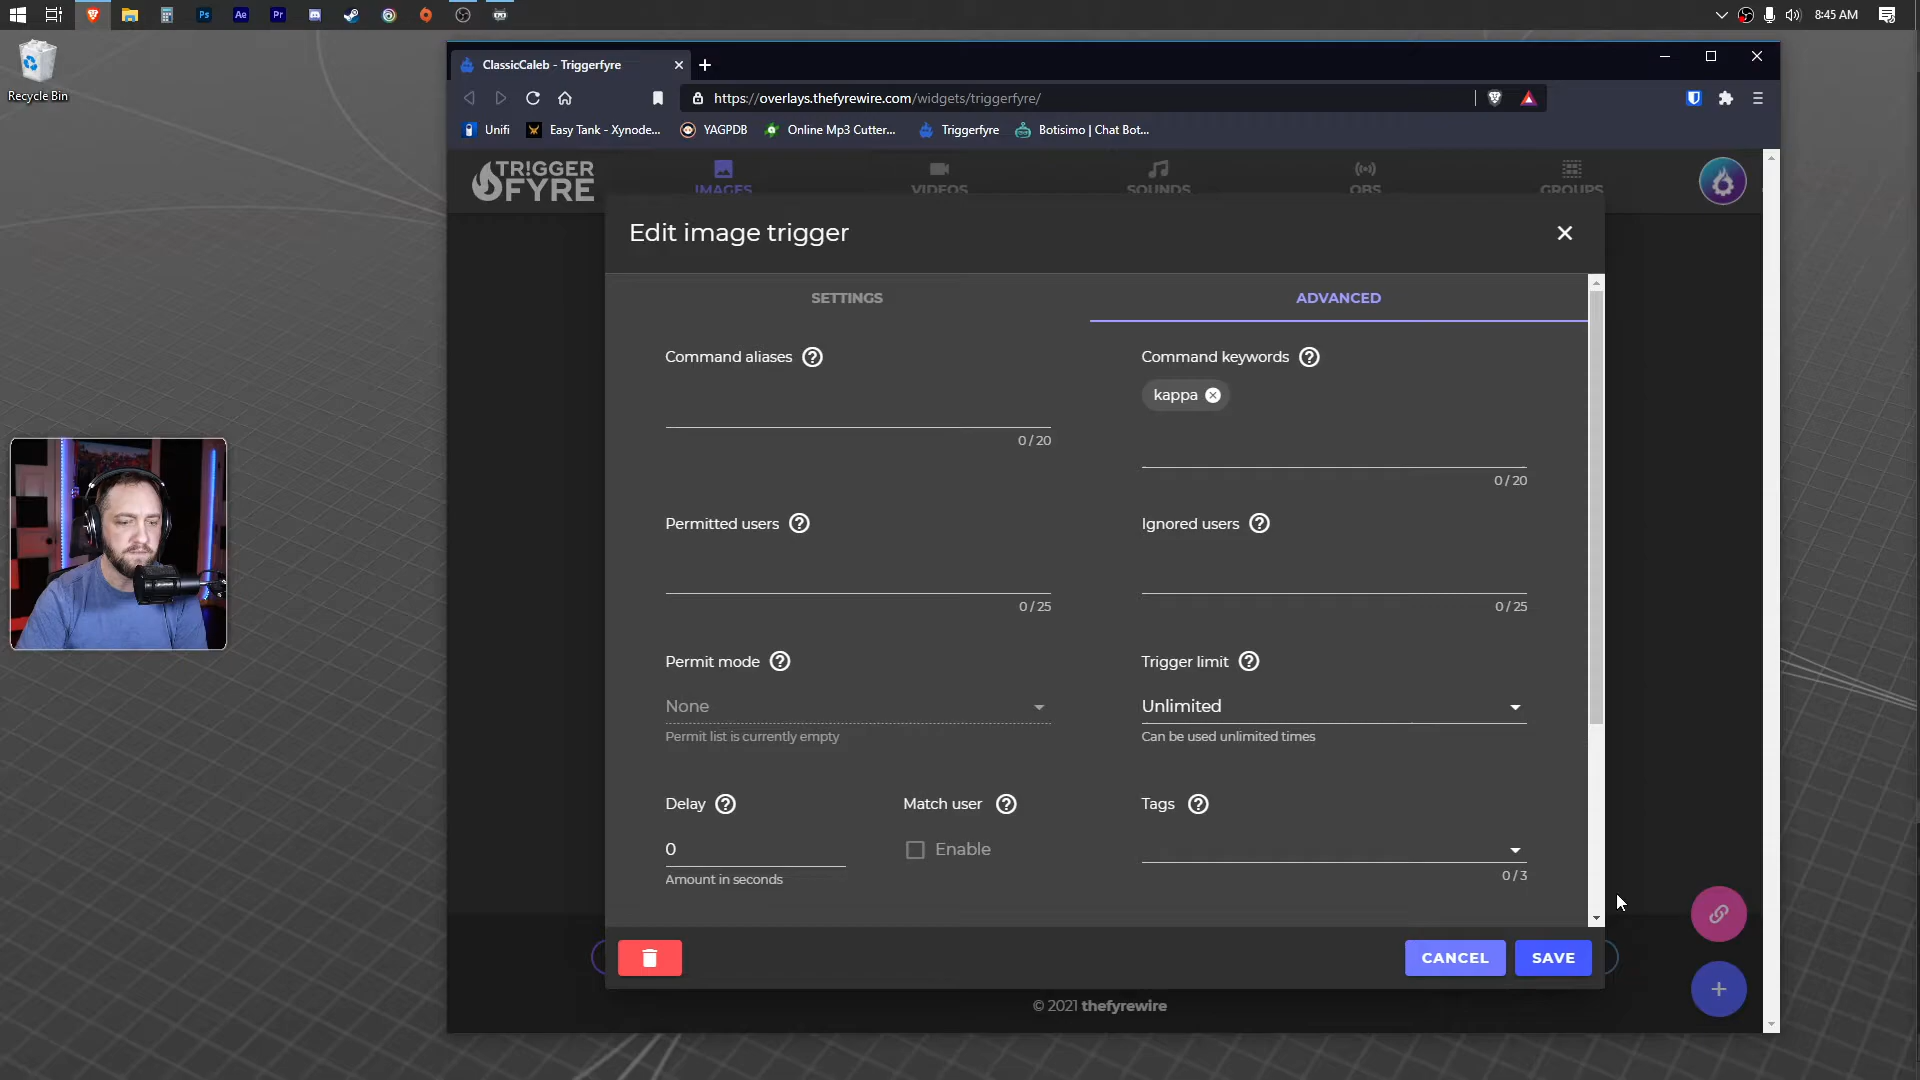 8:45 AM
Recycle Bin
ClassicCaleb - Triggerfyre
https://overlays.thefyrewire.com/widgets/triggerfyre/
Unifi
Easy Tank - Xynode...
YAGPDB
Online Mp3 Cutter...
Triggerfyre
Botisimo | Chat Bot...
TR!GGER
FYRE
IMAGES
VIDEOS
SOUNDS
OBS
GROUPS
Edit image trigger
SETTINGS
ADVANCED
Command aliases
Command keywords
kappa
0 / 20
0 / 20
Permitted users
Ignored users
0 / 25
0 / 25
Permit mode
Trigger limit
None
Unlimited
Permit list is currently empty
Can be used unlimited times
Delay
Match user
Tags
0
Enable
Amount in seconds
0 / 3
CANCEL
SAVE
© 2021 thefyrewire